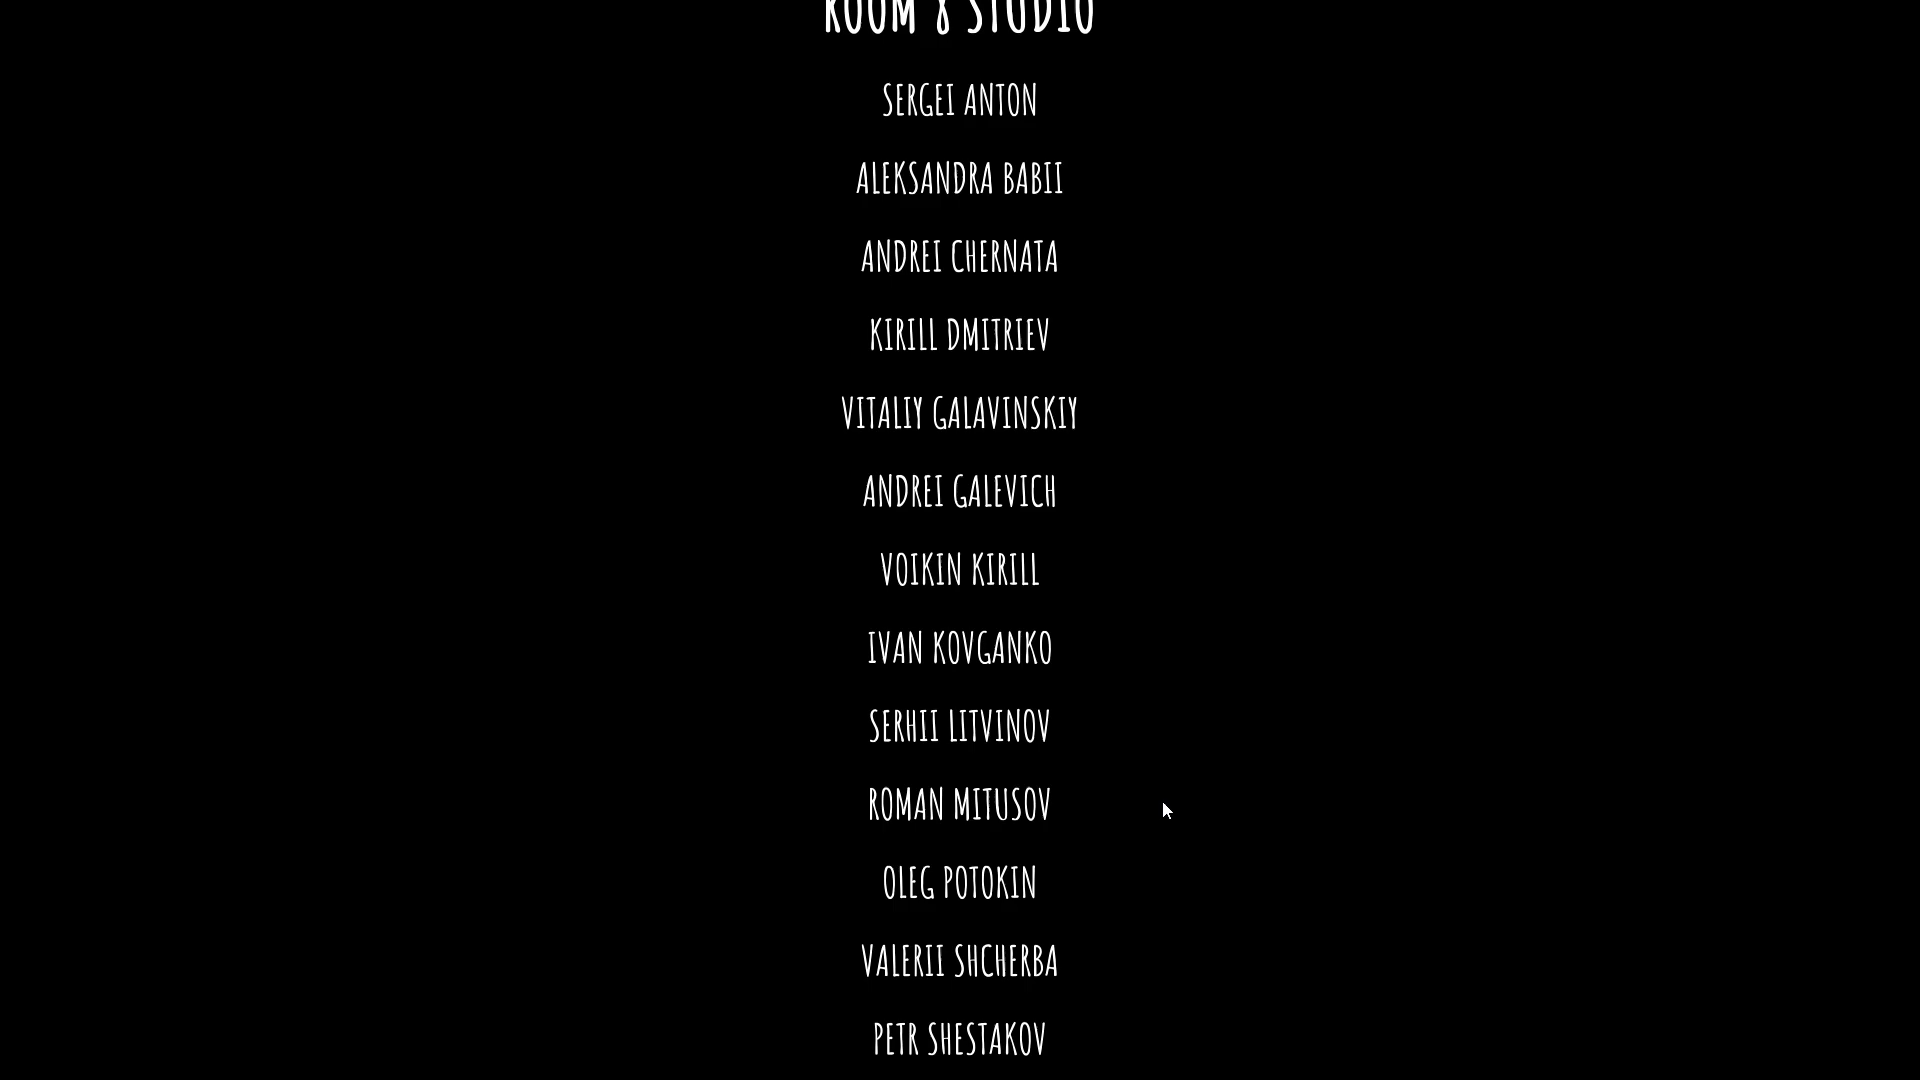 ROOM 8 STUDIO
SERGEI ANTON
ALEKSANDRA BABII
ANDREI CHERNATA
KIRILL DMITRIEV
VITALIY GALAVINSKIY
ANDREI GALEVICH
VOIKIN KIRILL
IVAN KOVGANKO
SERHII LITVINOV
ROMAN MITUSOV
OLEG POTOKIN
VALERII SHCHERBA
PETR SHESTAKOV